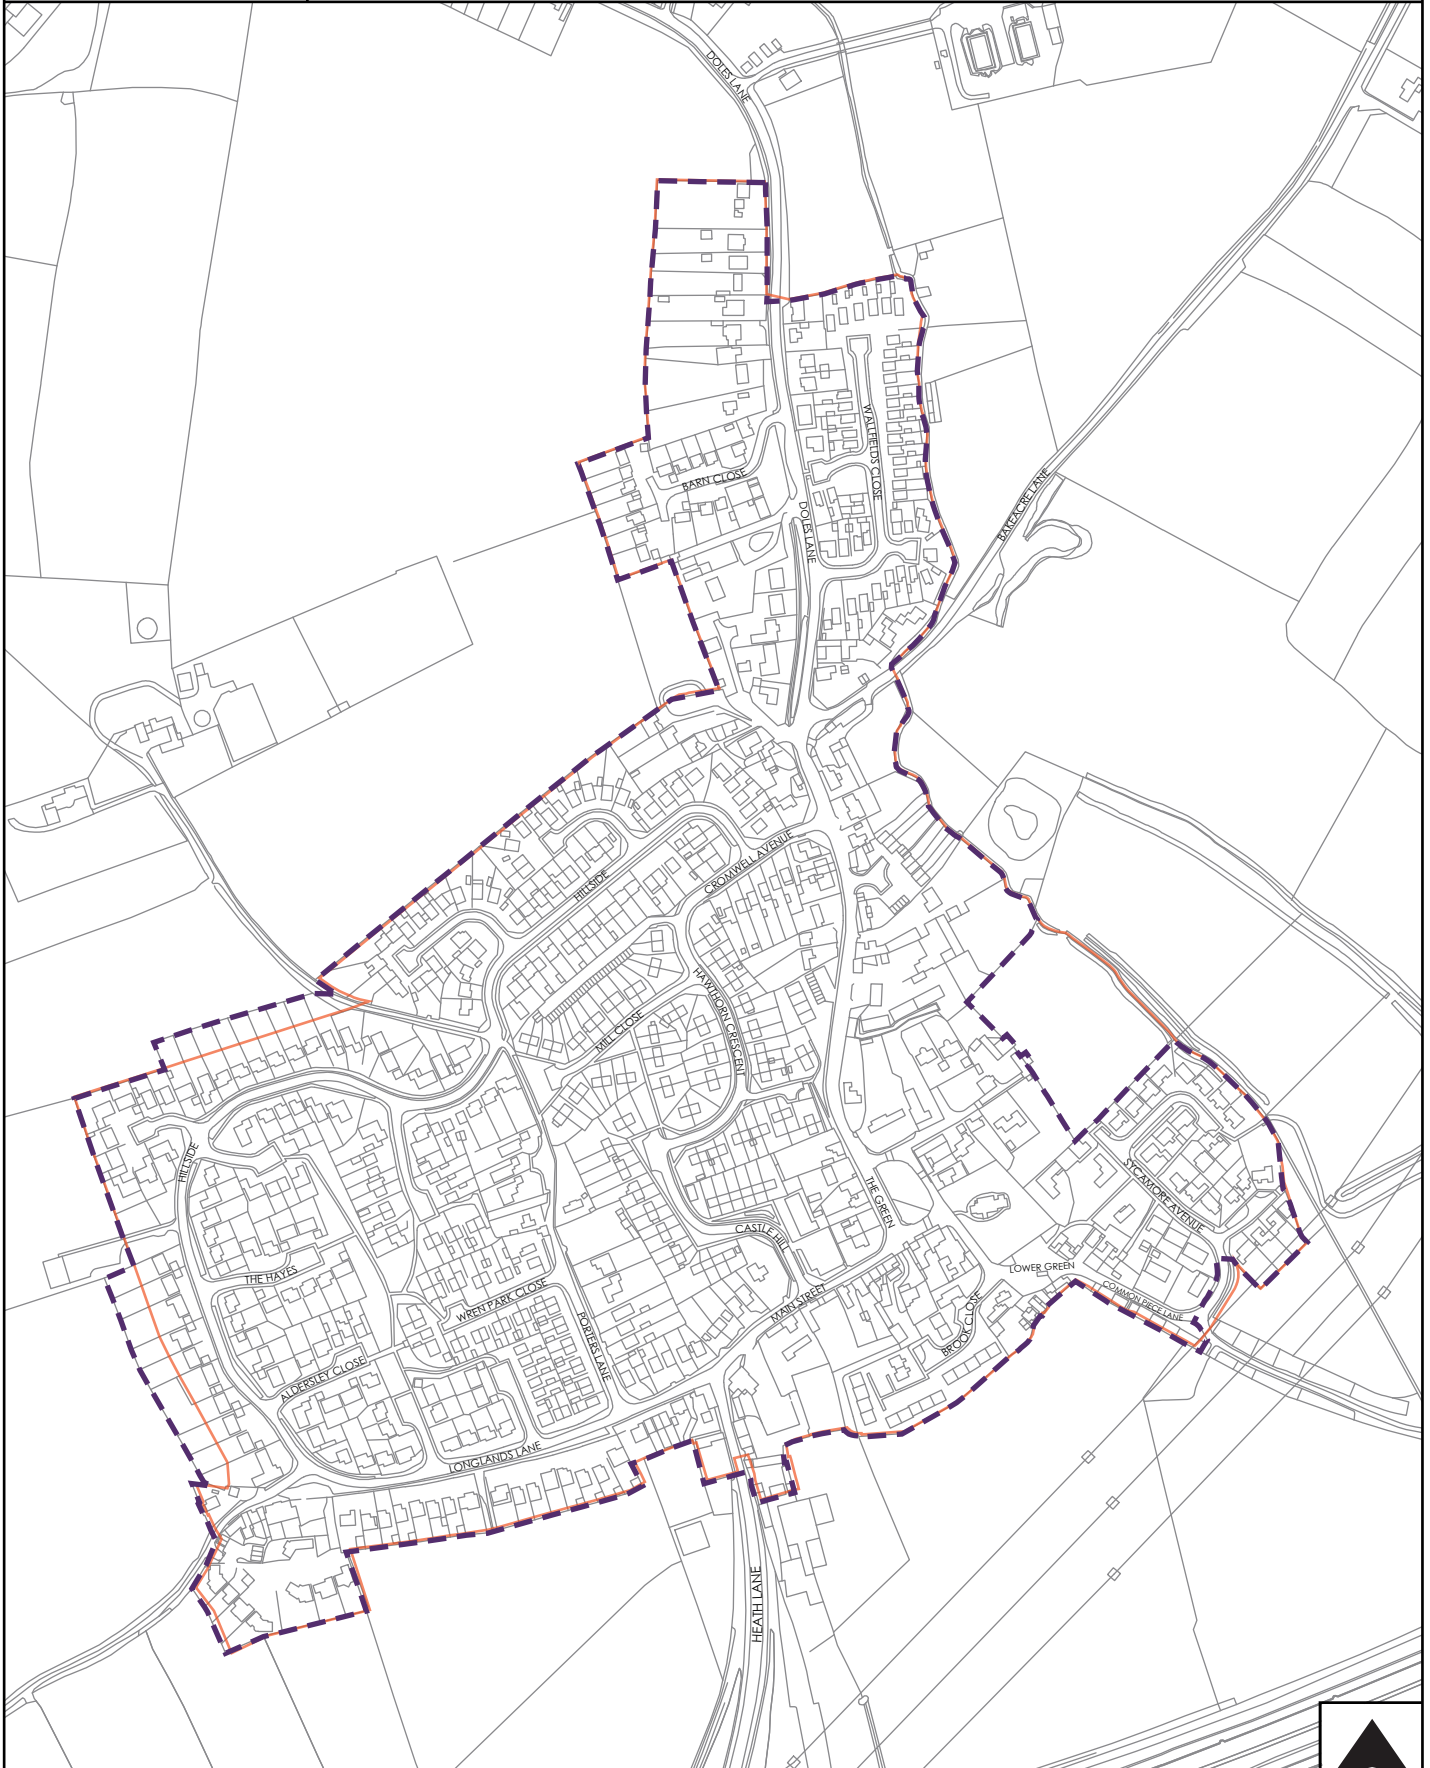 DOLES LANE
WALLFIELDS CLOSE
BARN CLOSE
BAKEACRE LANE
DOLES LANE
CROMWELL AVENUE
HILLSIDE
HAWTHORN CRESCENT
MILL CLOSE
HILLSIDE
SYCAMORE AVENUE
THE GREEN
CASTLE HILL
LOWER GREEN
THE HAYES
COMMON PIECE LANE
WREN PARK CLOSE
MAIN STREET
BROOK CLOSE
PORTERS LANE
ALDERSLEY CLOSE
LONGLANDS LANE
HEATH LANE